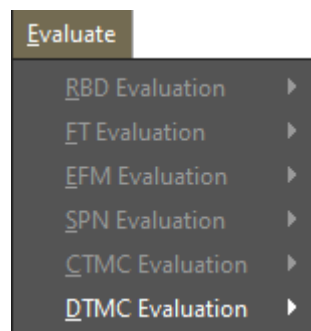 Evaluate
RBD Evaluation
FT Evaluation
EFM Evaluation
SPN Evaluation
CTMC Evaluation
DTMC Evaluation